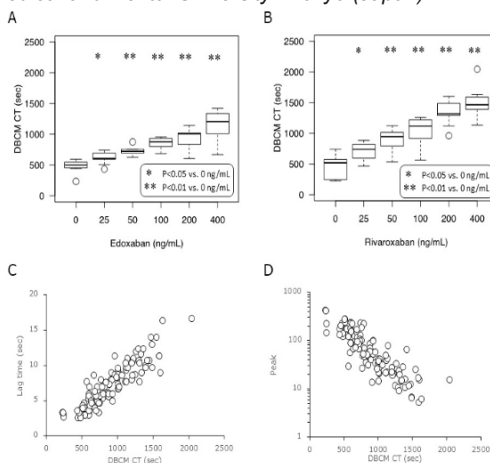 A
B
2500
2000
1500
1000
500
0
DBCM CT (sec)
* ** ** ** **
* P<0.05 vs. 0 ng/mL
** P<0.01 vs. 0 ng/mL
0 25 50 100 200 400
Edoxaban (ng/mL)
2500
2000
1500
1000
500
0
DBCM CT (sec)
* ** ** ** **
* P<0.05 vs. 0 ng/mL
** P<0.01 vs. 0 ng/mL
0 25 50 100 200 400
Rivaroxaban (ng/mL)
C
20
15
10
5
0
Lag time (sec)
0 500 1000 1500 2000 2500
DBCM CT (sec)
D
1000
100
10
1
Peak
0 500 1000 1500 2000 2500
DBCM CT (sec)